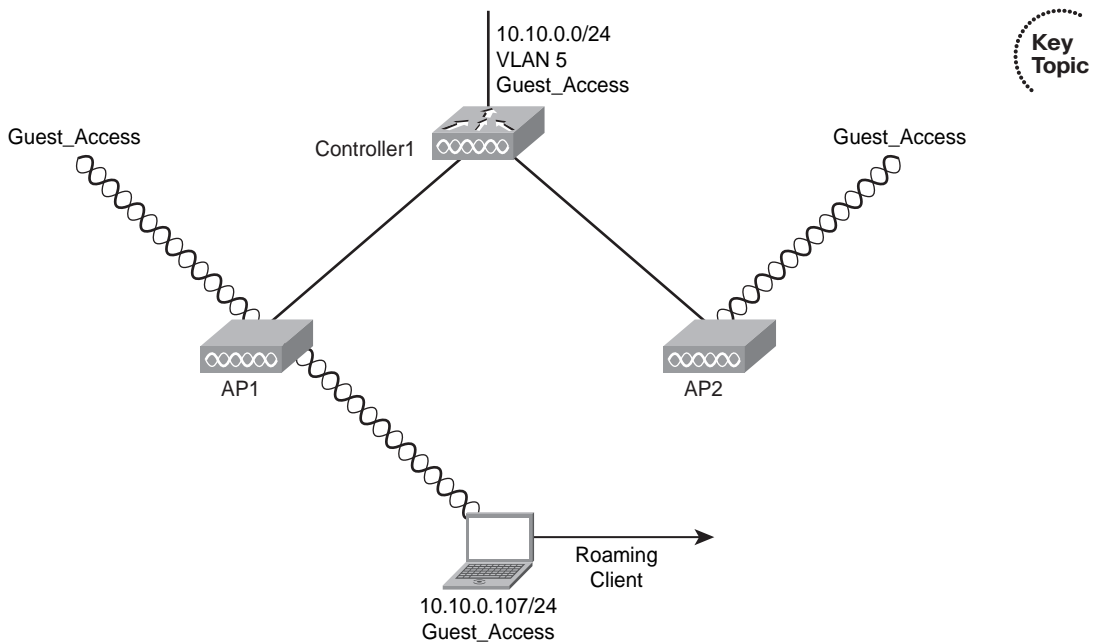 10.10.0.0/24
VLAN 5
Guest_Access
Key
Topic
Guest_Access
Controller1
Guest_Access
AP1
AP2
Roaming
Client
10.10.0.107/24
Guest_Access